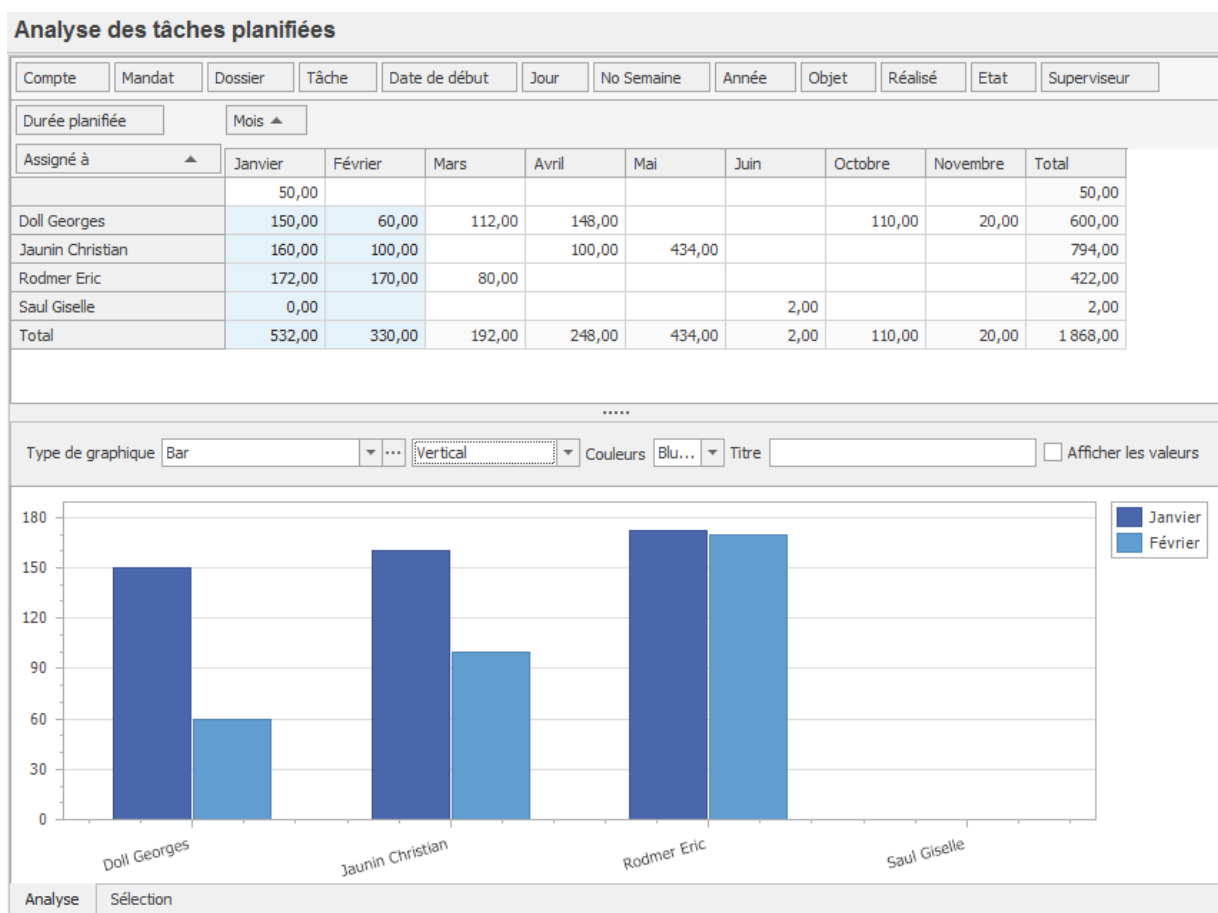 Analyse des tâches planifiées
Compte Mandat Dossier Tâche Date de début Jour No Semaine Année Objet Réalisé Etat Superviseur
Durée planifiée Mois
Assigné à Janvier Février Mars Avril Mai Juin Octobre Novembre Total
50,00 50,00
Doll Georges 150,00 60,00 112,00 148,00 110,00 20,00 600,00
Jaunin Christian 160,00 100,00 100,00 434,00 794,00
Rodmer Eric 172,00 170,00 80,00 422,00
Saul Giselle 0,00 2,00 2,00
Total 532,00 330,00 192,00 248,00 434,00 2,00 110,00 20,00 1 868,00
Type de graphique Bar Vertical Couleurs Blu... Titre Afficher les valeurs
180
150
120
90
60
30
0
Janvier
Février
Doll Georges Jaunin Christian Rodmer Eric Saul Giselle
Analyse Sélection